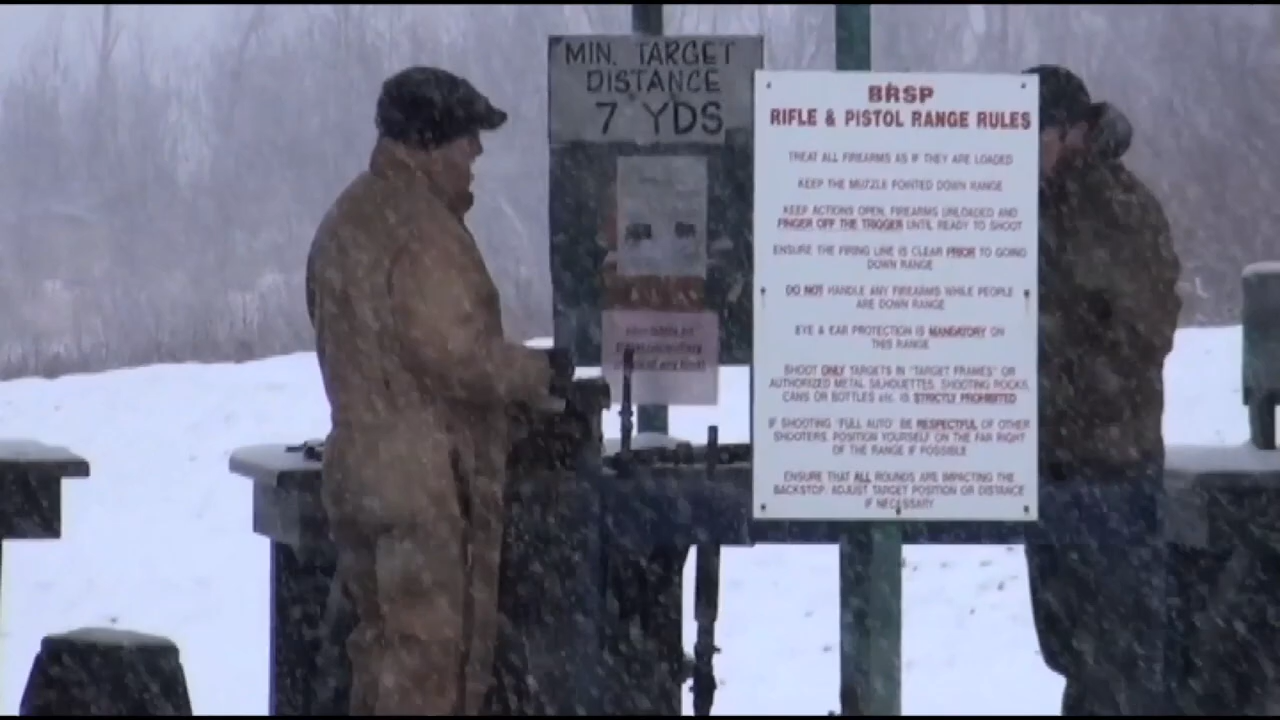 MIN. TARGET
DISTANCE
7 YDS
BRSP
RIFLE & PISTOL RANGE RULES
TREAT ALL FIREARMS AS IF THEY ARE LOADED
KEEP THE MUZZLE POINTED DOWN RANGE
KEEP ACTIONS OPEN, FIREARMS UNLOADED AND
FINGER OFF THE TRIGGER UNTIL READY TO SHOOT
ENSURE THE FIRING LINE IS CLEAR PRIOR TO GOING
DOWN RANGE
DO NOT HANDLE ANY FIREARMS WHILE PEOPLE
ARE DOWN RANGE
EYE & EAR PROTECTION IS MANDATORY ON
THIS RANGE
SHOOT ONLY TARGETS IN "TARGET FRAMES" OR
AUTHORIZED METAL SILHOUETTES. SHOOTING ROCKS,
CANS OR BOTTLES etc. IS STRICTLY PROHIBITED
IF SHOOTING "FULL AUTO" BE RESPECTFUL OF OTHER
SHOOTERS. POSITION YOURSELF ON THE FAR RIGHT
OF THE RANGE IF POSSIBLE
ENSURE THAT ALL ROUNDS ARE IMPACTING THE
BACKSTOP. ADJUST TARGET POSITION OR DISTANCE
IF NECESSARY